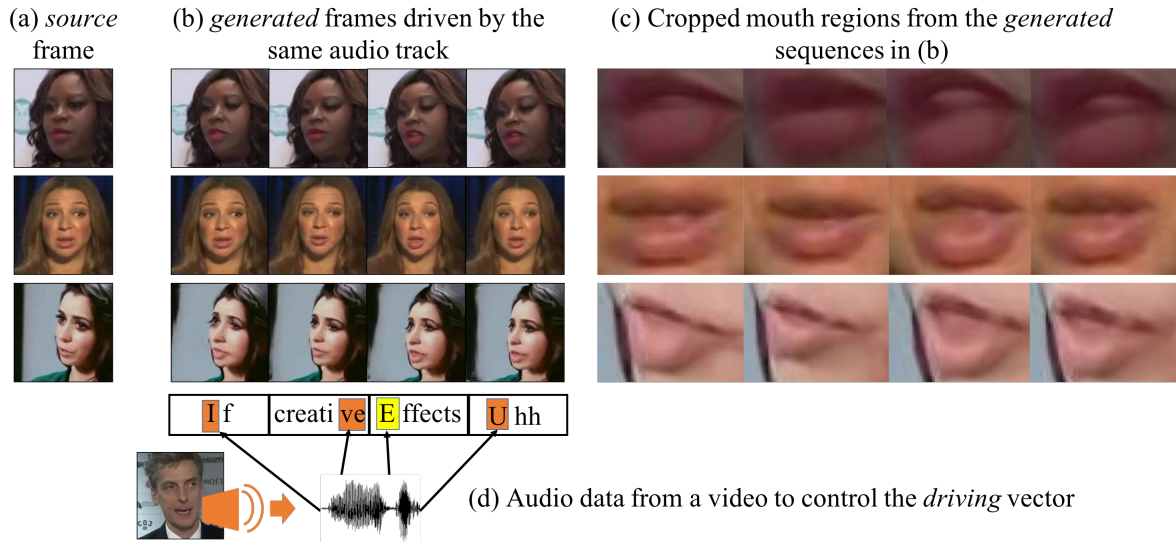 (a) source
frame
(b) generated frames driven by the
same audio track
(c) Cropped mouth regions from the generated
sequences in (b)
I f
creati ve
E ffects
U hh
(d) Audio data from a video to control the driving vector